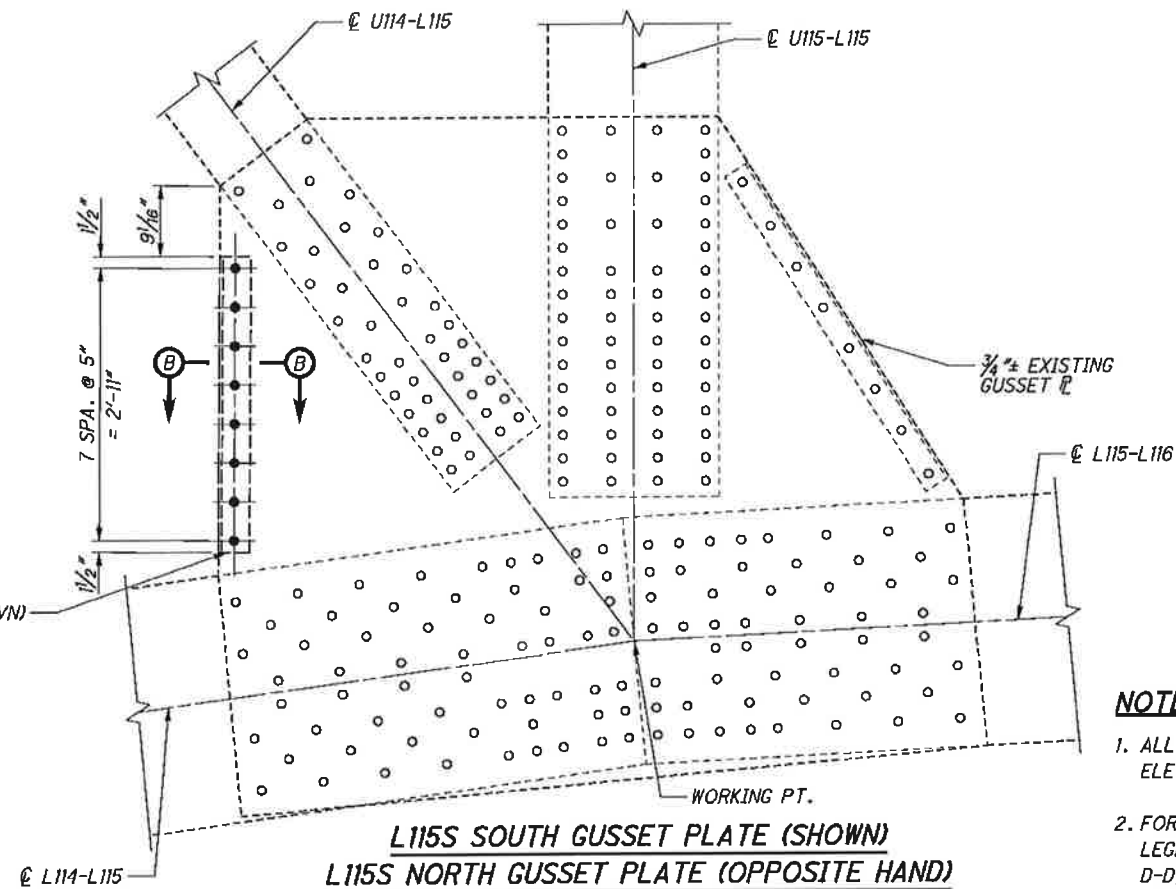 ℄ U114-L115
℄ U115-L115
1½"
9 1/16"
7 SPA. @ 5"
= 2'-11"
1½"
B
B
¾"± EXISTING
GUSSET ℙL
℄ L115-L116
VN)
WORKING PT.
℄ L114-L115
L115S SOUTH GUSSET PLATE (SHOWN)
L115S NORTH GUSSET PLATE (OPPOSITE HAND)
NOTE
1. ALL
ELE
2. FOR
LEG
D-D